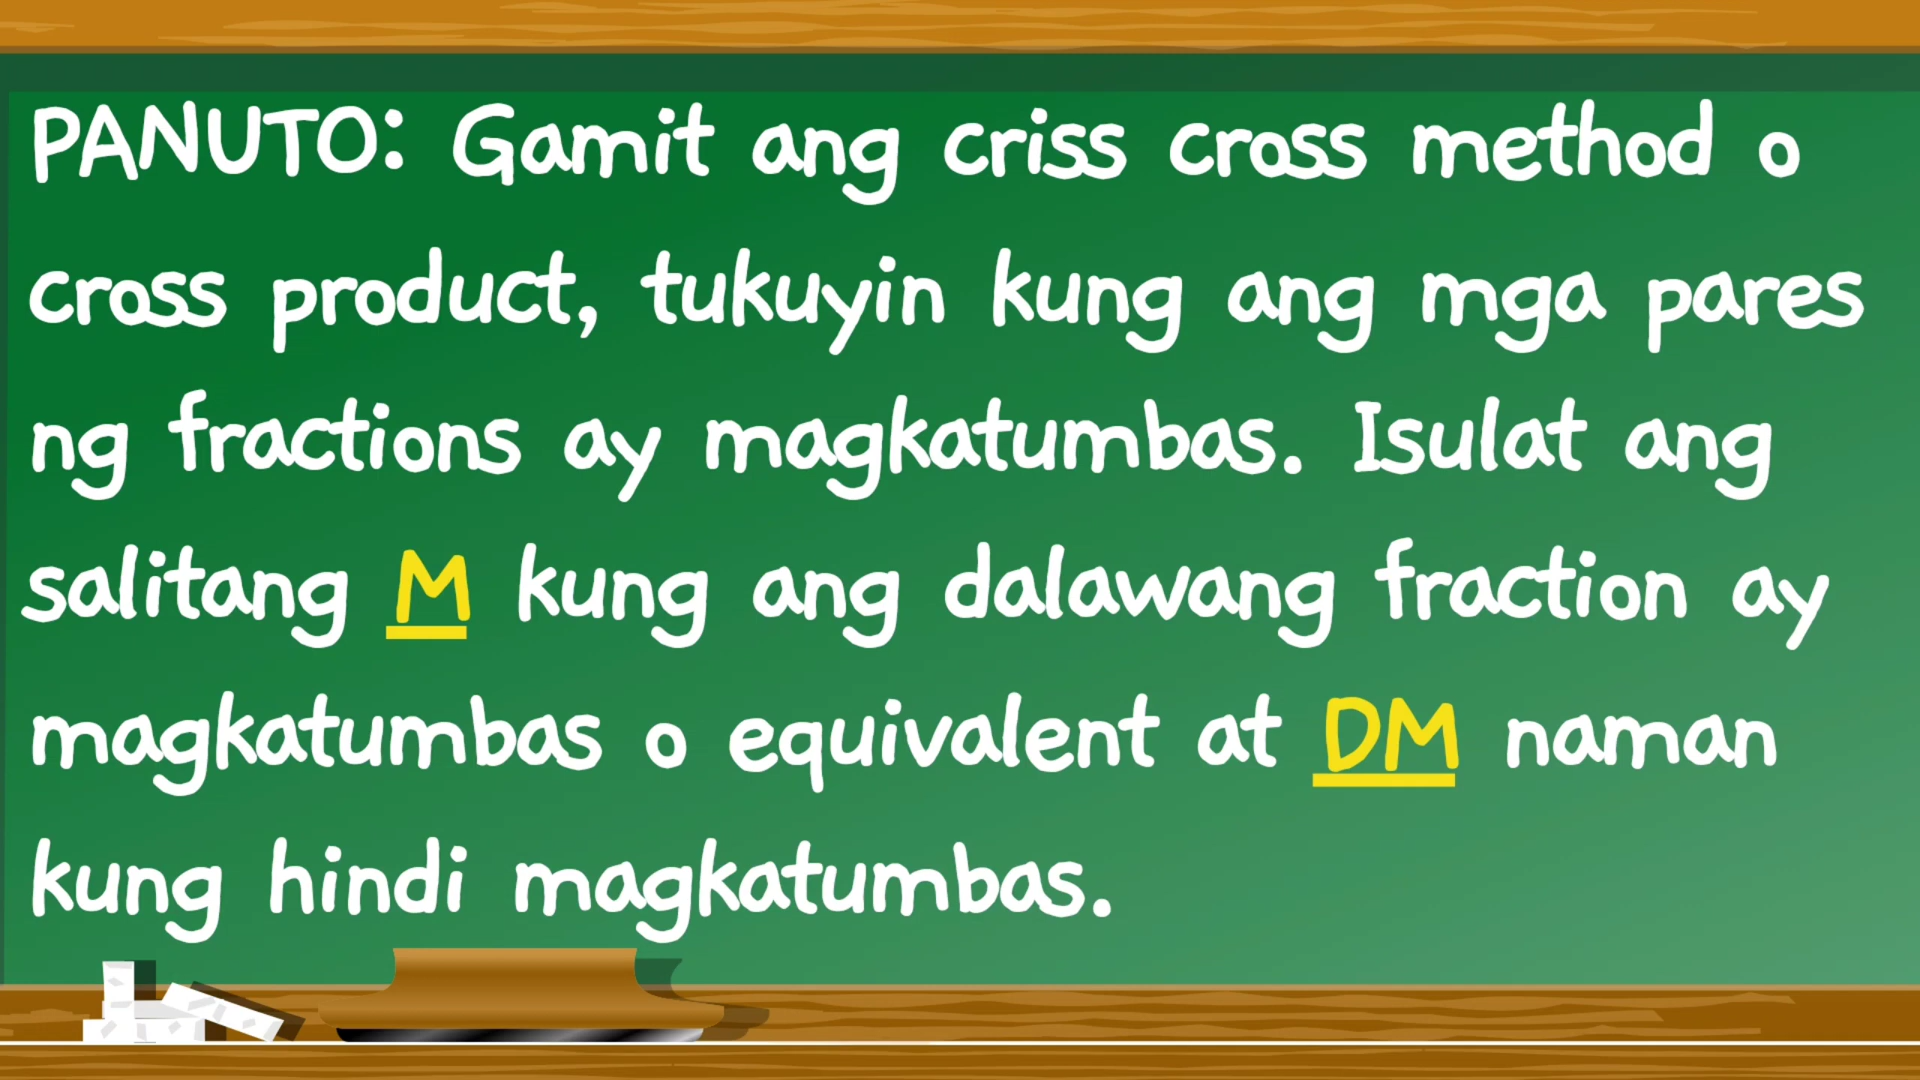 PANUTO: Gamit ang criss cross method o
cross product, tukuyin kung ang mga pares
ng fractions ay magkatumbas. Isulat ang
salitang M kung ang dalawang fraction ay
magkatumbas o equivalent at DM naman
kung hindi magkatumbas.